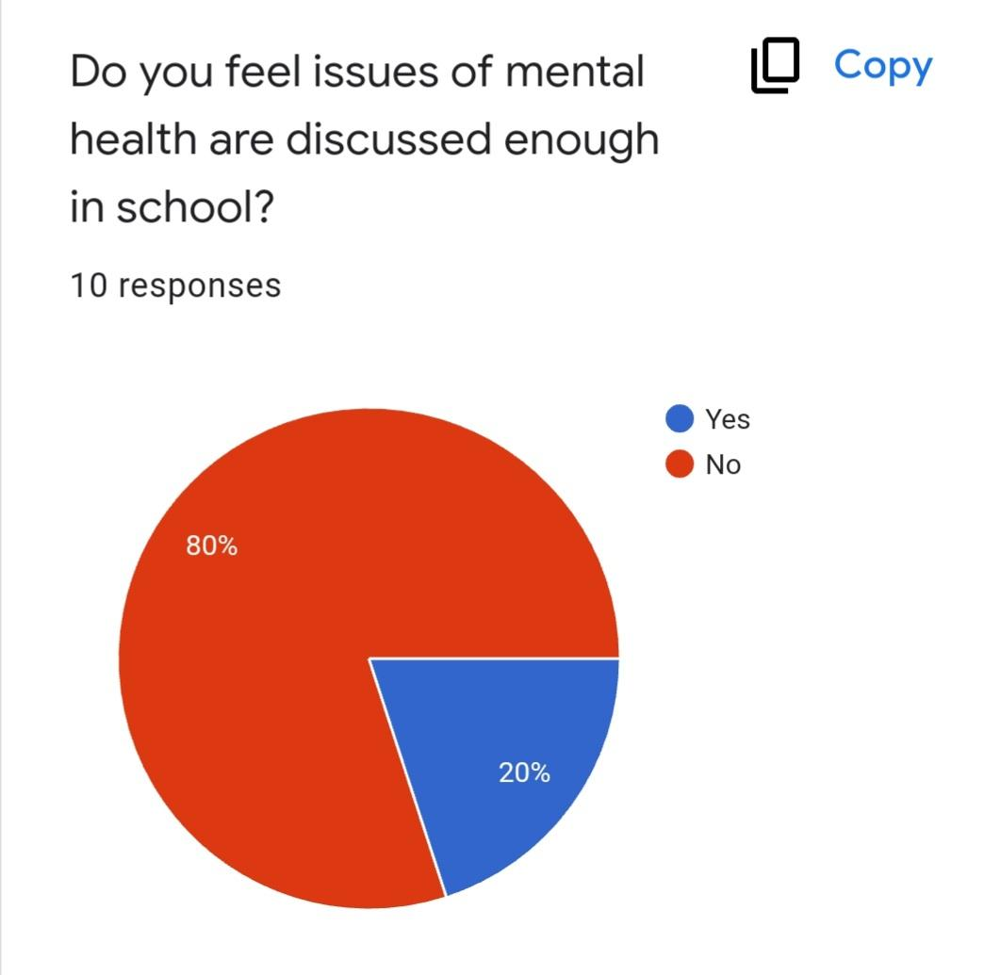 Do you feel issues of mental
health are discussed enough
in school?
Copy
10 responses
Yes
No
80%
20%